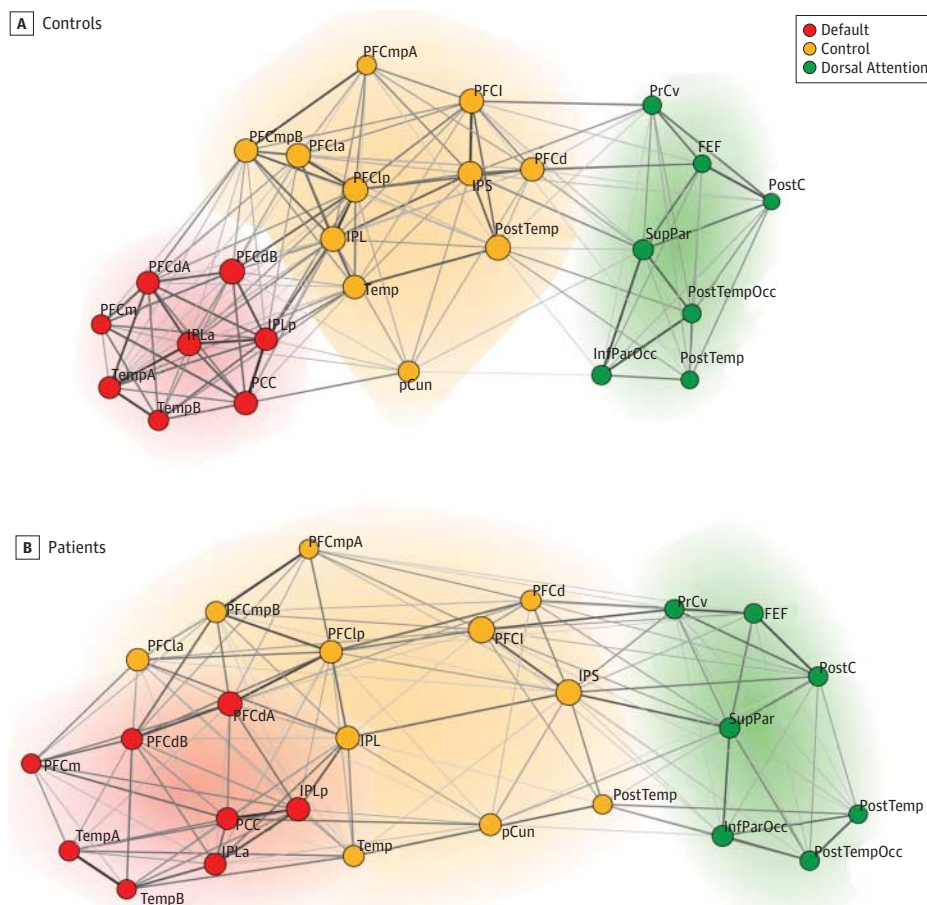 A Controls
Default
Control
Dorsal Attention
PFCmpA
PFCl
PrCv
PFCmpB
PFCla
PFCd
FEF
PFClp
IPS
PostC
IPL
PostTemp
SupPar
PFCdA
PFCdB
Temp
PostTempOcc
PFCm
IPLa
IPLp
InfParOcc
PostTemp
TempA
PCC
pCun
TempB
B Patients
PFCmpA
PFCd
PrCv
FEF
PFCmpB
PFClp
PFCl
PFCla
IPS
PostC
PFCdA
SupPar
PFCdB
IPL
PFCm
IPLp
PostTemp
PostTemp
TempA
PCC
pCun
InfParOcc
IPLa
Temp
PostTempOcc
TempB